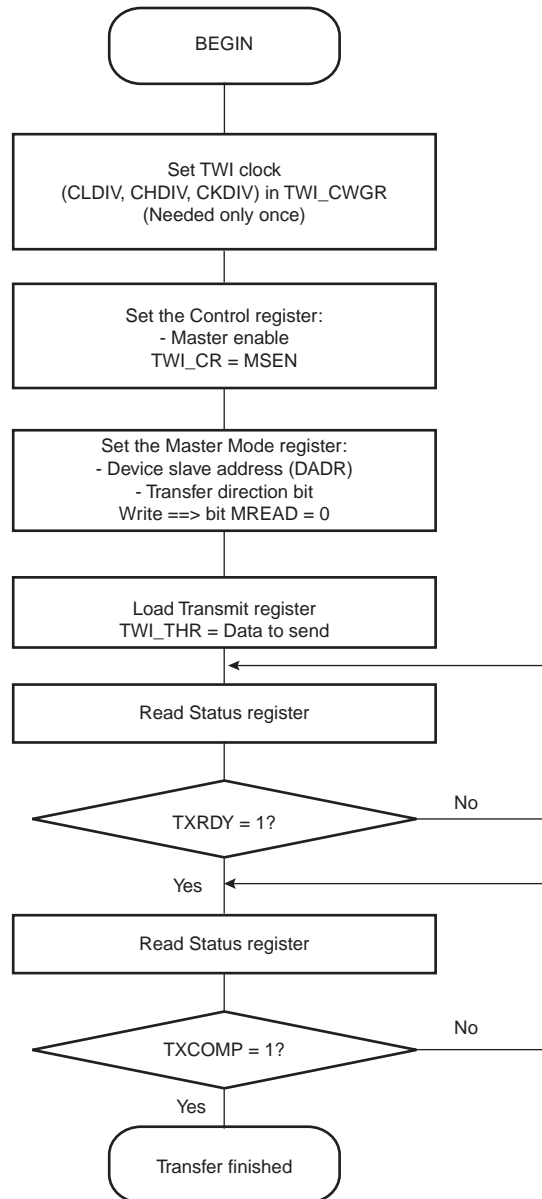 BEGIN
Set TWI clock
(CLDIV, CHDIV, CKDIV) in TWI_CWGR
(Needed only once)
Set the Control register:
- Master enable
TWI_CR = MSEN
Set the Master Mode register:
- Device slave address (DADR)
- Transfer direction bit
Write ==> bit MREAD = 0
Load Transmit register
TWI_THR = Data to send
Read Status register
No
TXRDY = 1?
Yes
Read Status register
No
TXCOMP = 1?
Yes
Transfer finished